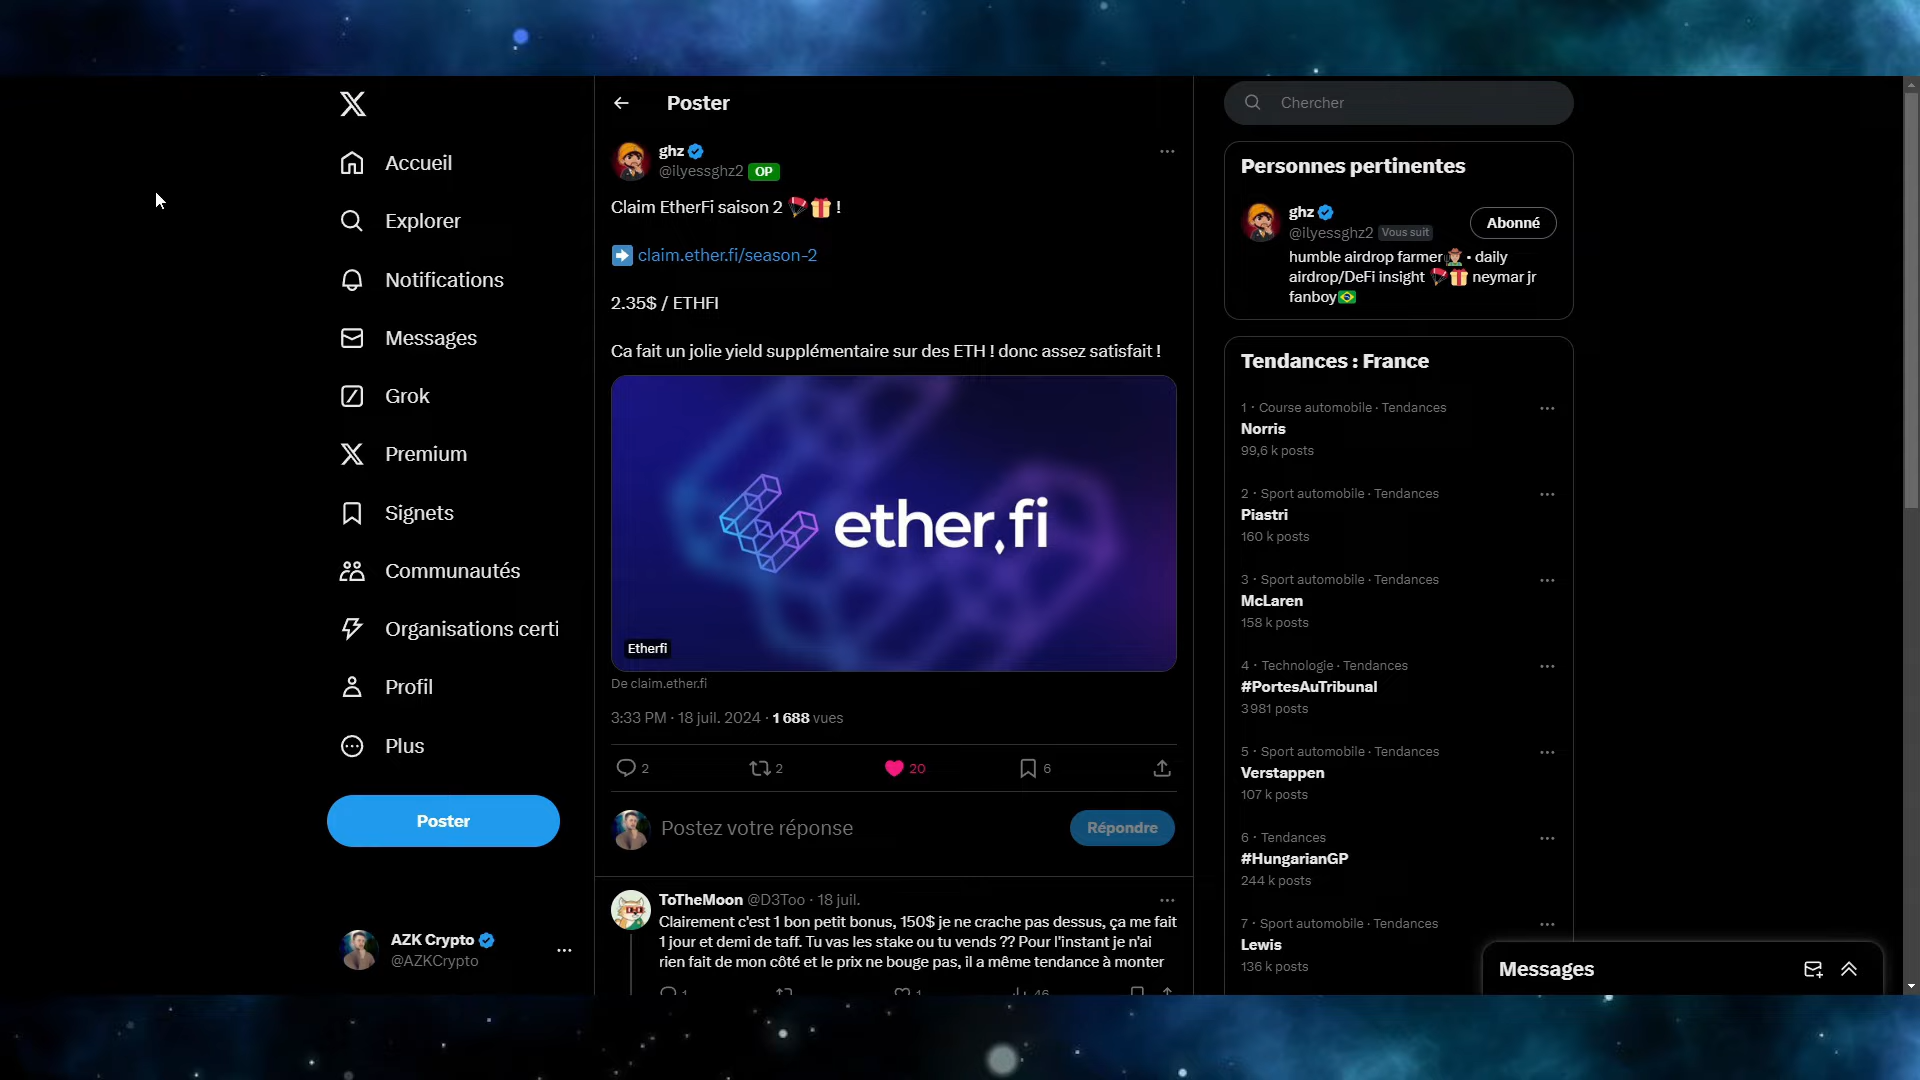 Accueil
Explorer
Notifications
Messages
Grok
Premium
Signets
Communautés
Organisations certi
Profil
Plus
Poster
AZK Crypto
@AZKCrypto
Poster
ghz
@ilyessghz2 OP
Claim EtherFi saison 2 🪂🎁 !
➡️ claim.ether.fi/season-2
2.35$ / ETHFI
Ca fait un jolie yield supplémentaire sur des ETH ! donc assez satisfait !
ether.fi
Etherfi
De claim.ether.fi
3:33 PM · 18 juil. 2024 · 1 688 vues
2 2 20 6
Postez votre réponse Répondre
ToTheMoon @D3Too · 18 juil.
Clairement c'est 1 bon petit bonus, 150$ je ne crache pas dessus, ça me fait
1 jour et demi de taff. Tu vas les stake ou tu vends ?? Pour l'instant je n'ai
rien fait de mon côté et le prix ne bouge pas, il a même tendance à monter
1 1 46
Chercher
Personnes pertinentes
ghz
@ilyessghz2 Vous suit
Abonné
humble airdrop farmer • daily
airdrop/DeFi insight 🪂🎁 neymar jr
fanboy🇧🇷
Tendances : France
1 · Course automobile · Tendances
Norris
99,6 k posts
2 · Sport automobile · Tendances
Piastri
160 k posts
3 · Sport automobile · Tendances
McLaren
158 k posts
4 · Technologie · Tendances
#PortesAuTribunal
3 981 posts
5 · Sport automobile · Tendances
Verstappen
107 k posts
6 · Tendances
#HungarianGP
244 k posts
7 · Sport automobile · Tendances
Lewis
136 k posts
Messages